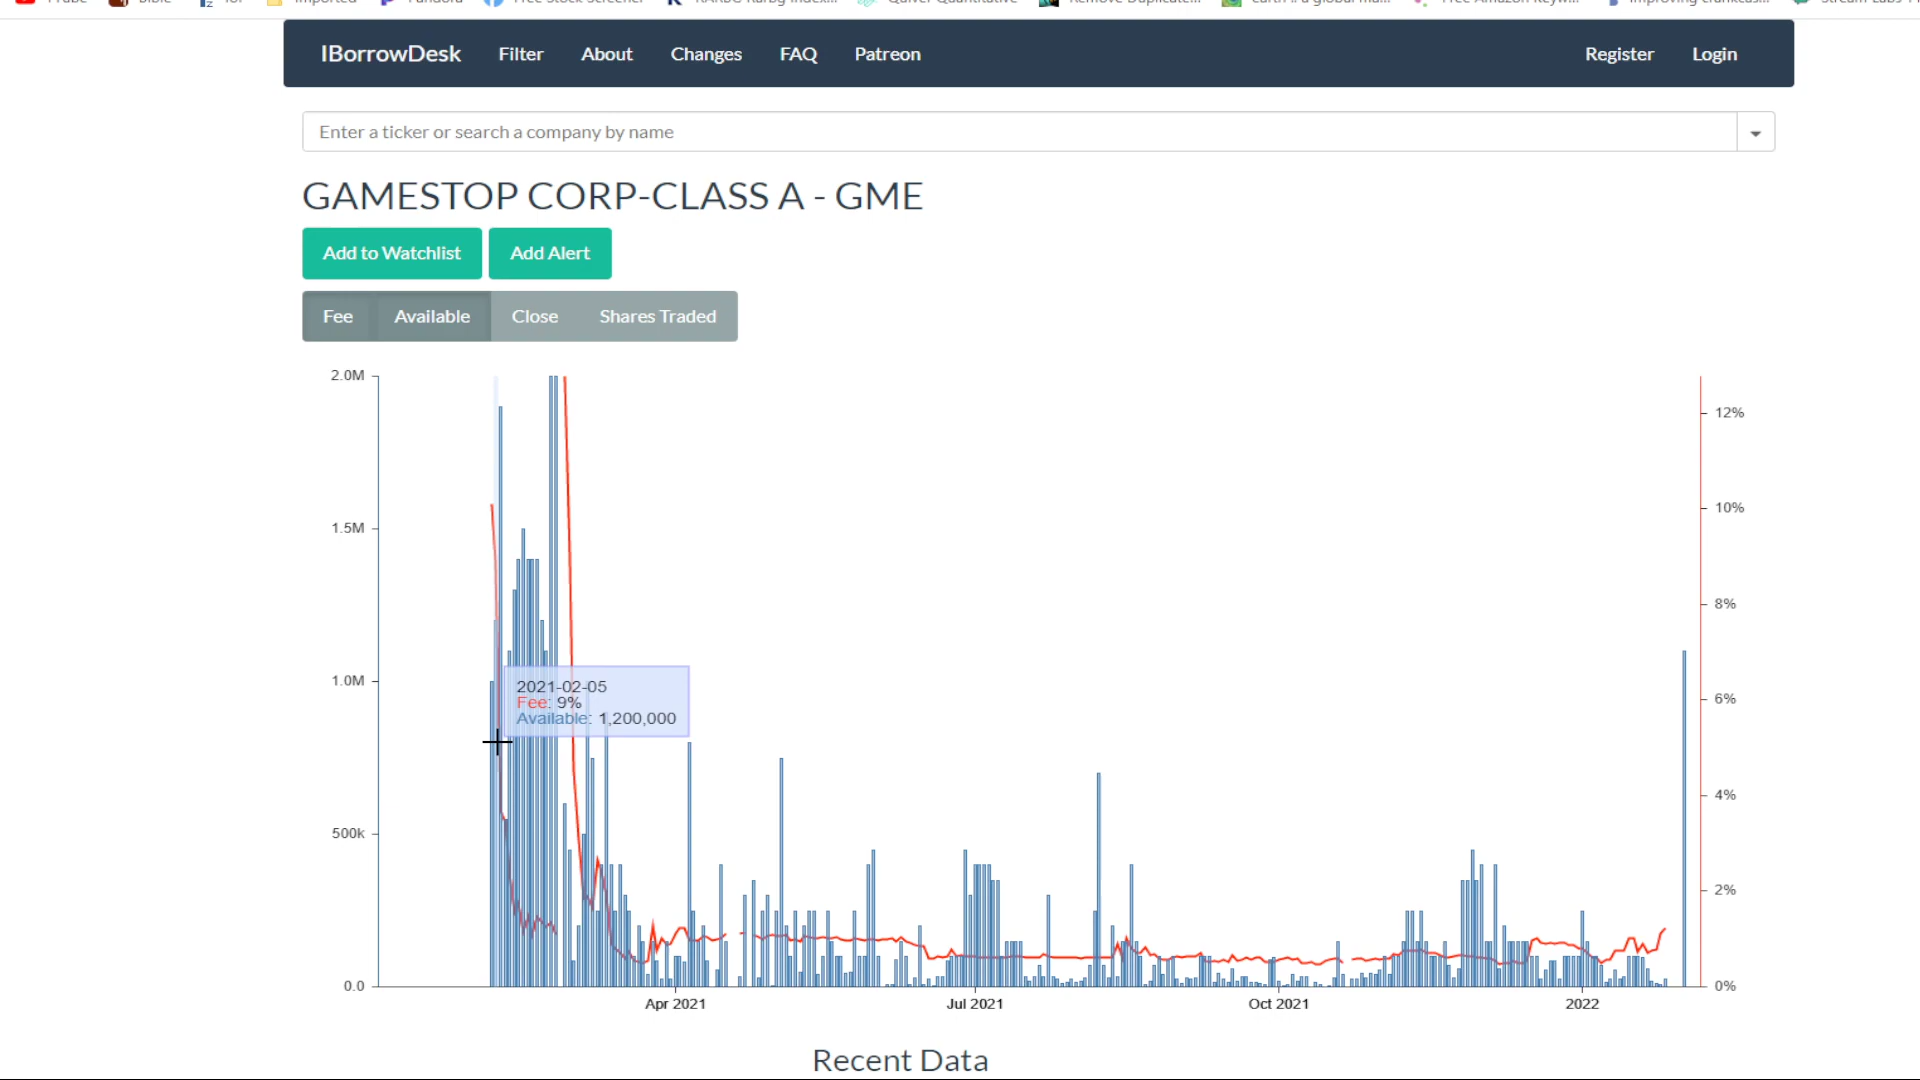 IBorrowDesk Filter About Changes FAQ Patreon Register Login
Enter a ticker or search a company by name
GAMESTOP CORP-CLASS A - GME
Add to Watchlist Add Alert
Fee Available Close Shares Traded
2.0M
12%
10%
1.5M
8%
1.0M
2021-02-05
Fee: 9%
Available: 1,200,000
6%
4%
500k
2%
0.0
0%
Apr 2021 Jul 2021 Oct 2021 2022
Recent Data